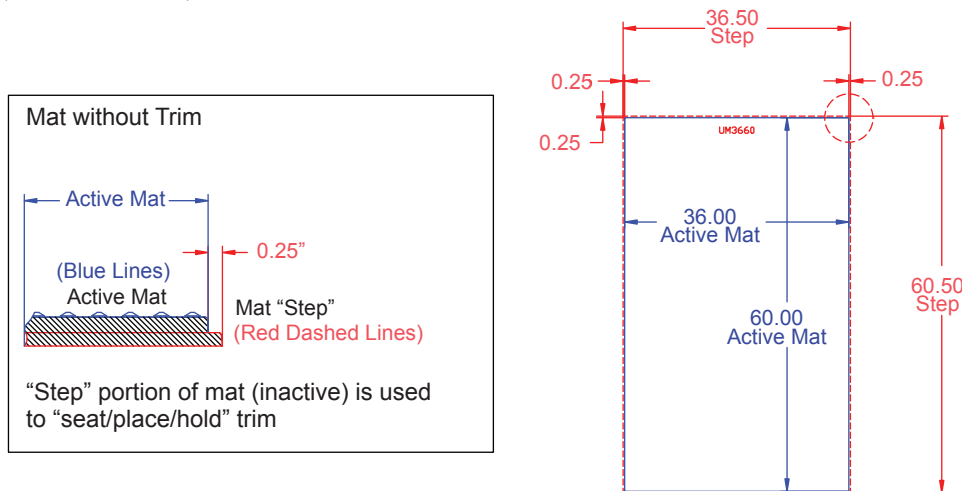 Mat without Trim
Active Mat
0.25”
(Blue Lines)
Active Mat
Mat “Step”
(Red Dashed Lines)
“Step” portion of mat (inactive) is used
to “seat/place/hold” trim
36.50
Step
0.25
0.25
0.25
UM3660
36.00
Active Mat
60.50
Step
60.00
Active Mat